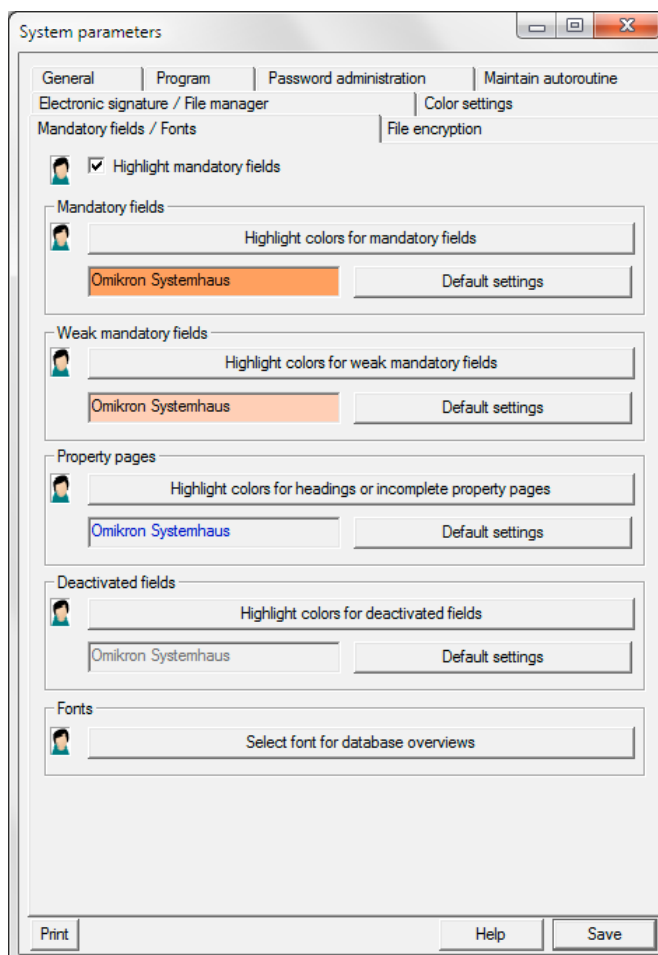 System parameters
General Program Password administration Maintain autoroutine
Electronic signature / File manager Color settings
Mandatory fields / Fonts File encryption
Highlight mandatory fields
Mandatory fields
Highlight colors for mandatory fields
Omikron Systemhaus Default settings
Weak mandatory fields
Highlight colors for weak mandatory fields
Omikron Systemhaus Default settings
Property pages
Highlight colors for headings or incomplete property pages
Omikron Systemhaus Default settings
Deactivated fields
Highlight colors for deactivated fields
Omikron Systemhaus Default settings
Fonts
Select font for database overviews
Print Help Save